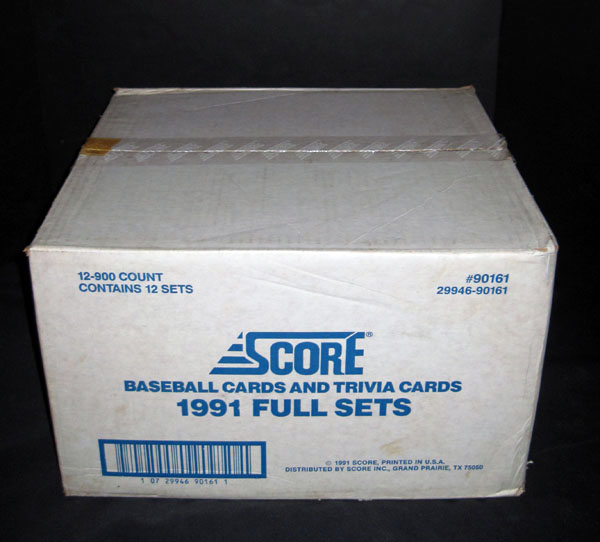 12-900 COUNT
CONTAINS 12 SETS
#90161
29946-90161
SCORE®
BASEBALL CARDS AND TRIVIA CARDS
1991 FULL SETS
© 1991 SCORE, PRINTED IN U.S.A.
DISTRIBUTED BY SCORE INC., GRAND PRAIRIE, TX 75050
1 07 29946 90161 1